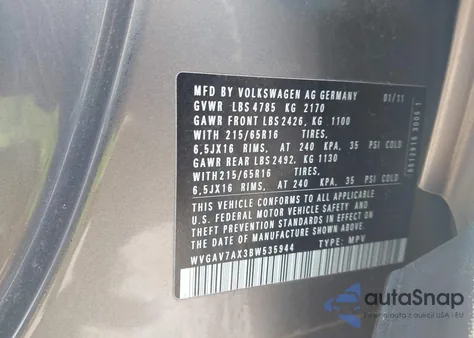 MFD BY VOLKSWAGEN AG GERMANY 01/11
GVWR LBS 4785 KG 2170
GAWR FRONT LBS 2426, KG 1100
WITH 215/65R16 TIRES,
6,5JX16 RIMS, AT 240 KPA, 35 PSI COLD
GAWR REAR LBS 2492, KG 1130
WITH 215/65R16 TIRES,
6,5JX16 RIMS, AT 240 KPA, 35 PSI COLD
THIS VEHICLE CONFORMS TO ALL APPLICABLE
U.S. FEDERAL MOTOR VEHICLE SAFETY AND
THEFT PREVENTION STANDARDS IN EFFECT ON
THE DATE OF MANUFACTURE SHOWN ABOVE.
WVGAV7AX3BW535944 TYPE: MPV
autoSnap